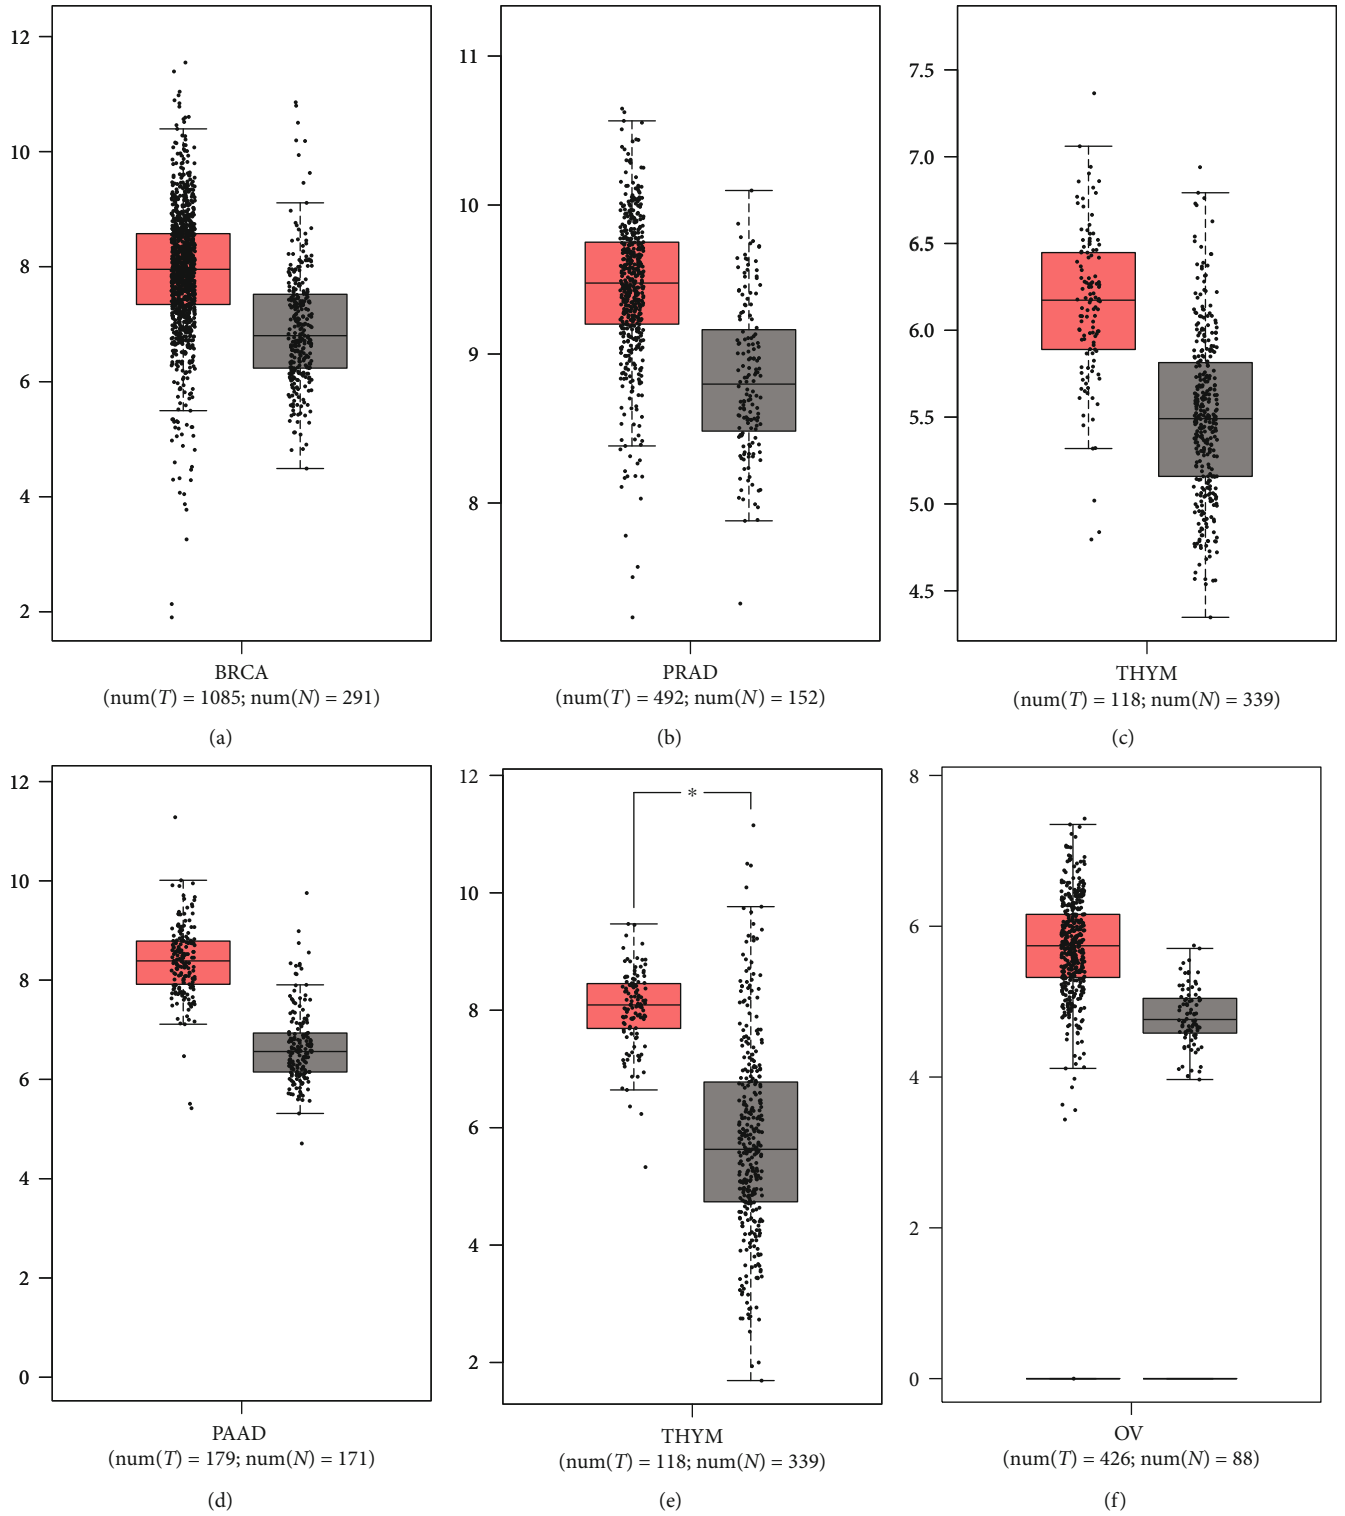 12
10
8
6
4
2
BRCA
(num(T) = 1085; num(N) = 291)
(a)
11
10
9
8
PRAD
(num(T) = 492; num(N) = 152)
(b)
7.5
7.0
6.5
6.0
5.5
5.0
4.5
THYM
(num(T) = 118; num(N) = 339)
(c)
12
10
8
6
4
2
0
PAAD
(num(T) = 179; num(N) = 171)
(d)
12
10
8
6
4
2
*
THYM
(num(T) = 118; num(N) = 339)
(e)
8
6
4
2
0
OV
(num(T) = 426; num(N) = 88)
(f)